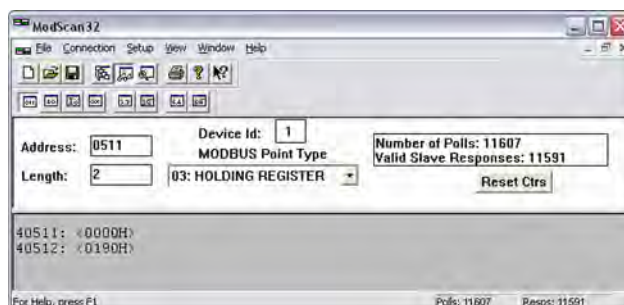 ModScan32
File Connection Setup View Window Help
Device Id: 1
Address: 0511
MODBUS Point Type
Length: 2
03: HOLDING REGISTER
Number of Polls: 11607
Valid Slave Responses: 11591
Reset Ctrs
40511: <0000H>
40512: <0190H>
For Help, press F1
Polls: 11607
Resps: 11591